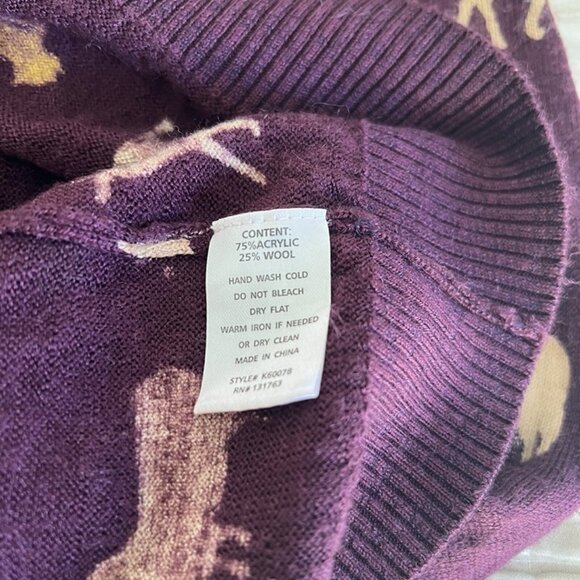 CONTENT:
75%ACRYLIC
25% WOOL
HAND WASH COLD
DO NOT BLEACH
DRY FLAT
WARM IRON IF NEEDED
OR DRY CLEAN
MADE IN CHINA
STYLE# K60078
RN# 131763